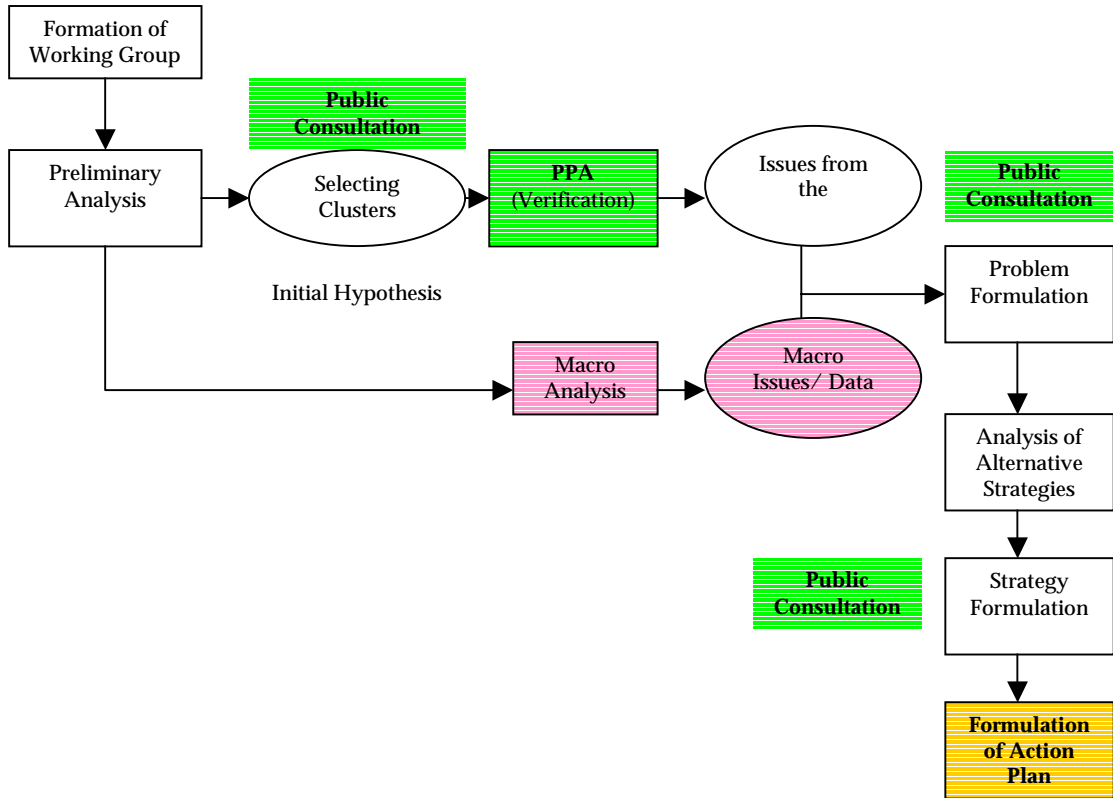 Formation of
Working Group
Public
Consultation
Preliminary
Analysis
Selecting
Clusters
PPA
(Verification)
Issues from
the
Public
Consultation
Initial Hypothesis
Problem
Formulation
Macro
Analysis
Macro
Issues/ Data
Analysis of
Alternative
Strategies
Public
Consultation
Strategy
Formulation
Formulation
of Action
Plan